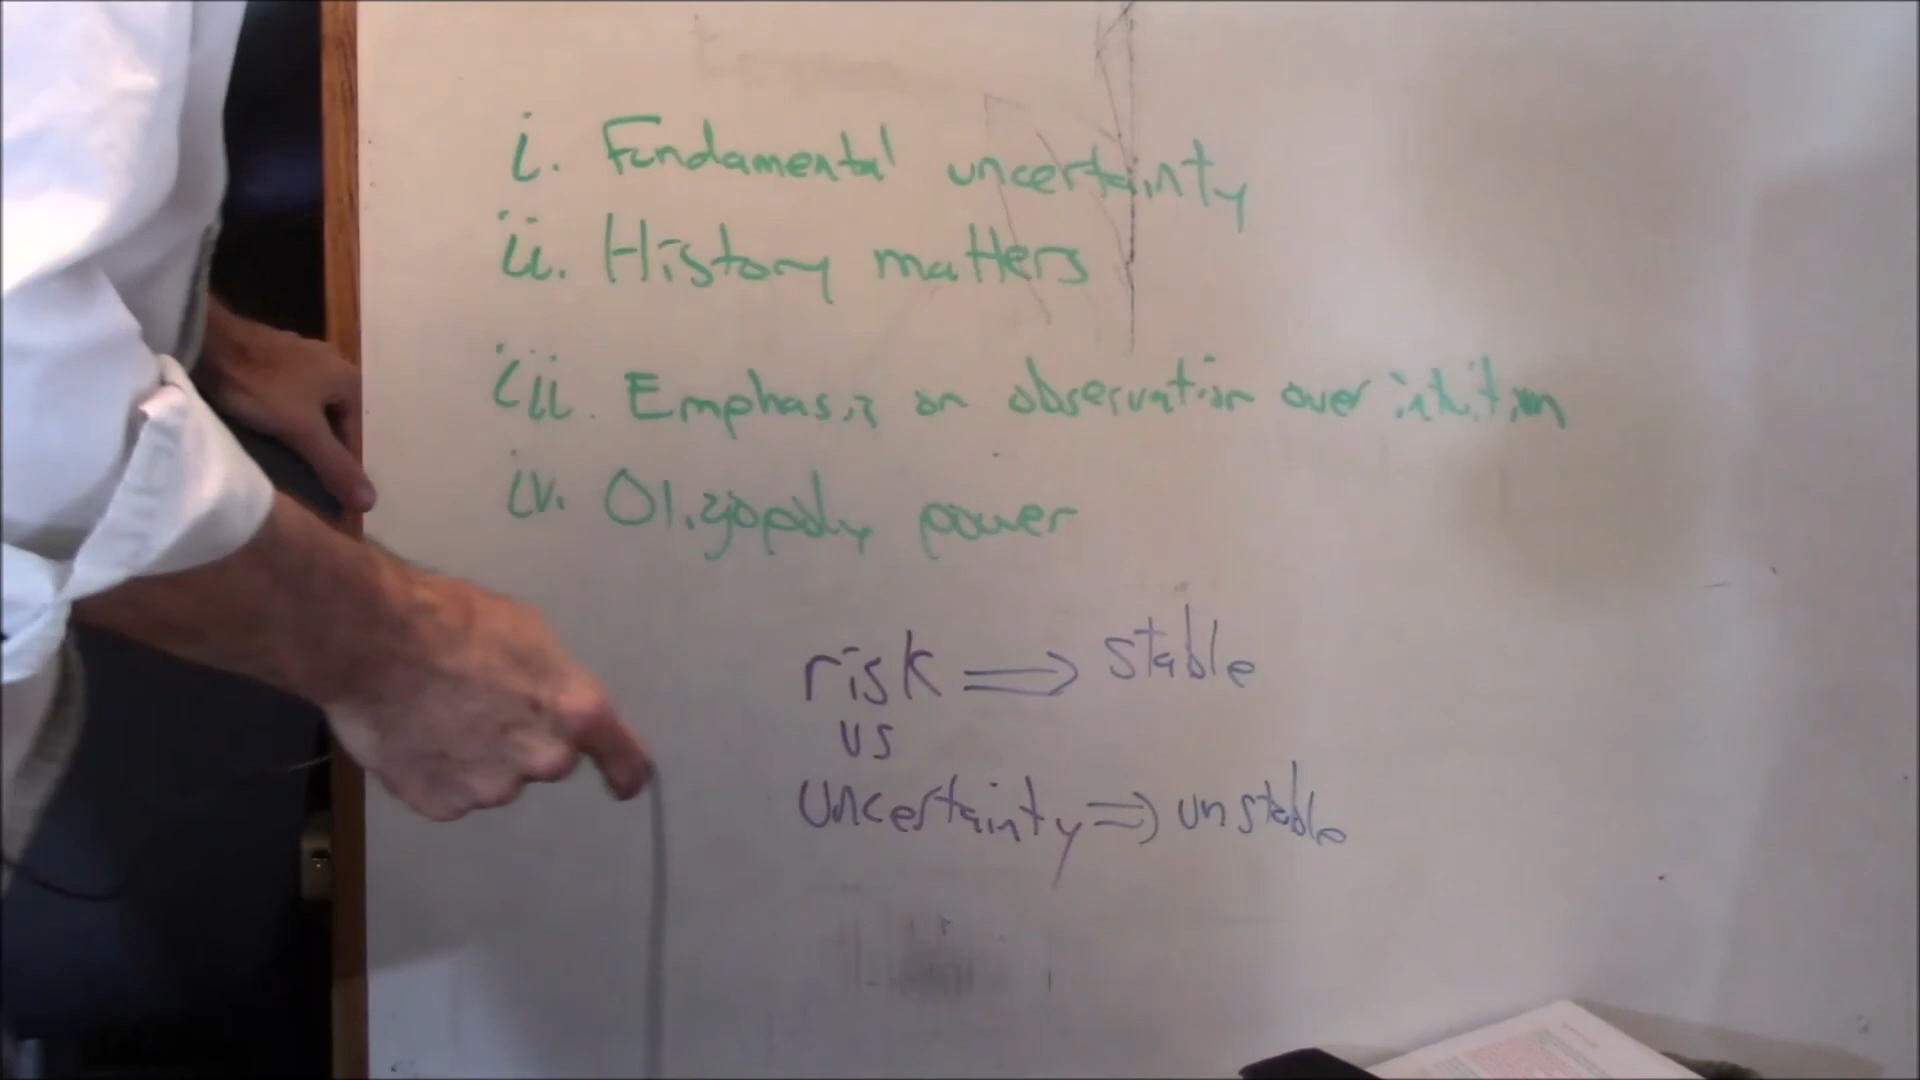 i. Fundamental uncertainty
ii. History matters
iii. Emphasis on observation over intuition
iv. Oligopoly power
risk ⇒ stable
vs
Uncertainty ⇒ unstable